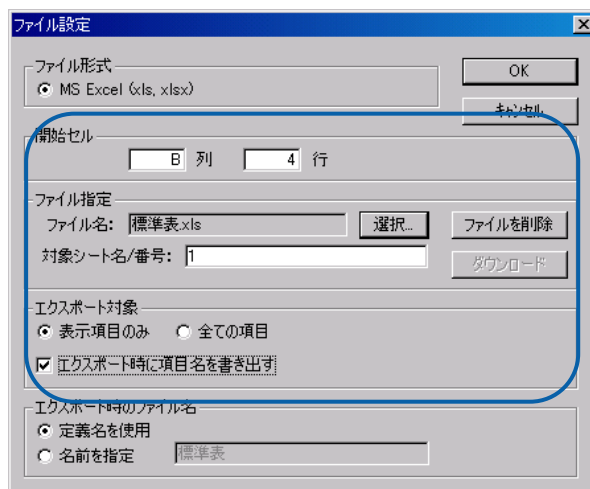 ファイル設定
ファイル形式
MS Excel (xls, xlsx)
OK
キャンセル
開始セル
B 列 4 行
ファイル指定
ファイル名: 標準表.xls 選択... ファイルを削除
対象シート名/番号: 1 ダウンロード
エクスポート対象
表示項目のみ 全ての項目
エクスポート時に項目名を書き出す
エクスポート時のファイル名
定義名を使用
名前を指定 標準表